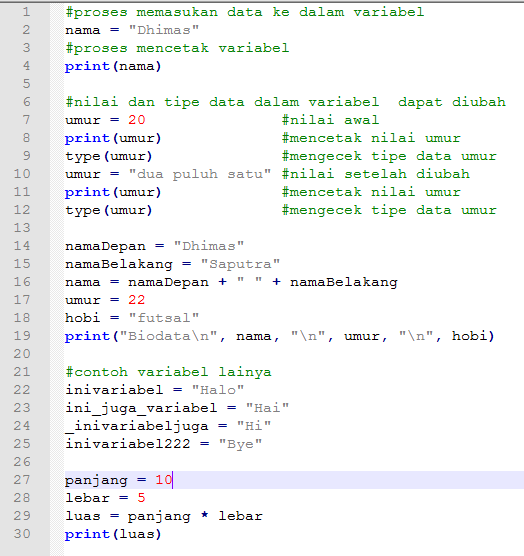 1 #proses memasukan data ke dalam variabel
2 nama = "Dhimas"
3 #proses mencetak variabel
4 print(nama)
5
6 #nilai dan tipe data dalam variabel  dapat diubah
7 umur = 20               #nilai awal
8 print(umur)             #mencetak nilai umur
9 type(umur)              #mengecek tipe data umur
10 umur = "dua puluh satu" #nilai setelah diubah
11 print(umur)             #mencetak nilai umur
12 type(umur)              #mengecek tipe data umur
13
14 namaDepan = "Dhimas"
15 namaBelakang = "Saputra"
16 nama = namaDepan + " " + namaBelakang
17 umur = 22
18 hobi = "futsal"
19 print("Biodata\n", nama, "\n", umur, "\n", hobi)
20
21 #contoh variabel lainya
22 inivariabel = "Halo"
23 ini_juga_variabel = "Hai"
24 _inivariabeljuga = "Hi"
25 inivariabel222 = "Bye"
26
27 panjang = 10
28 lebar = 5
29 luas = panjang * lebar
30 print(luas)